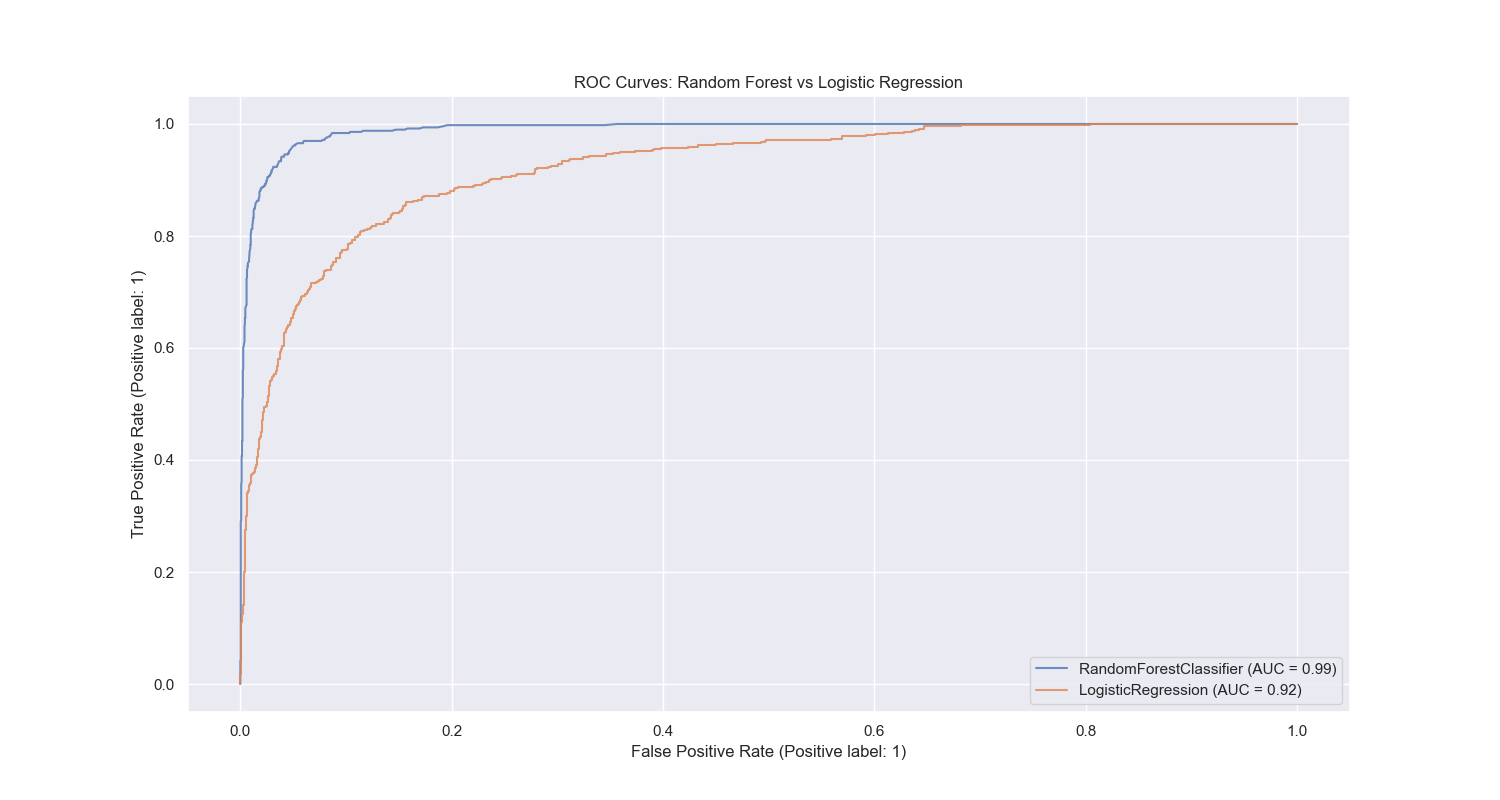 ROC Curves: Random Forest vs Logistic Regression
True Positive Rate (Positive label: 1)
1.0
0.8
0.6
0.4
0.2
0.0
RandomForestClassifier (AUC = 0.99)
LogisticRegression (AUC = 0.92)
0.0 0.2 0.4 0.6 0.8 1.0
False Positive Rate (Positive label: 1)